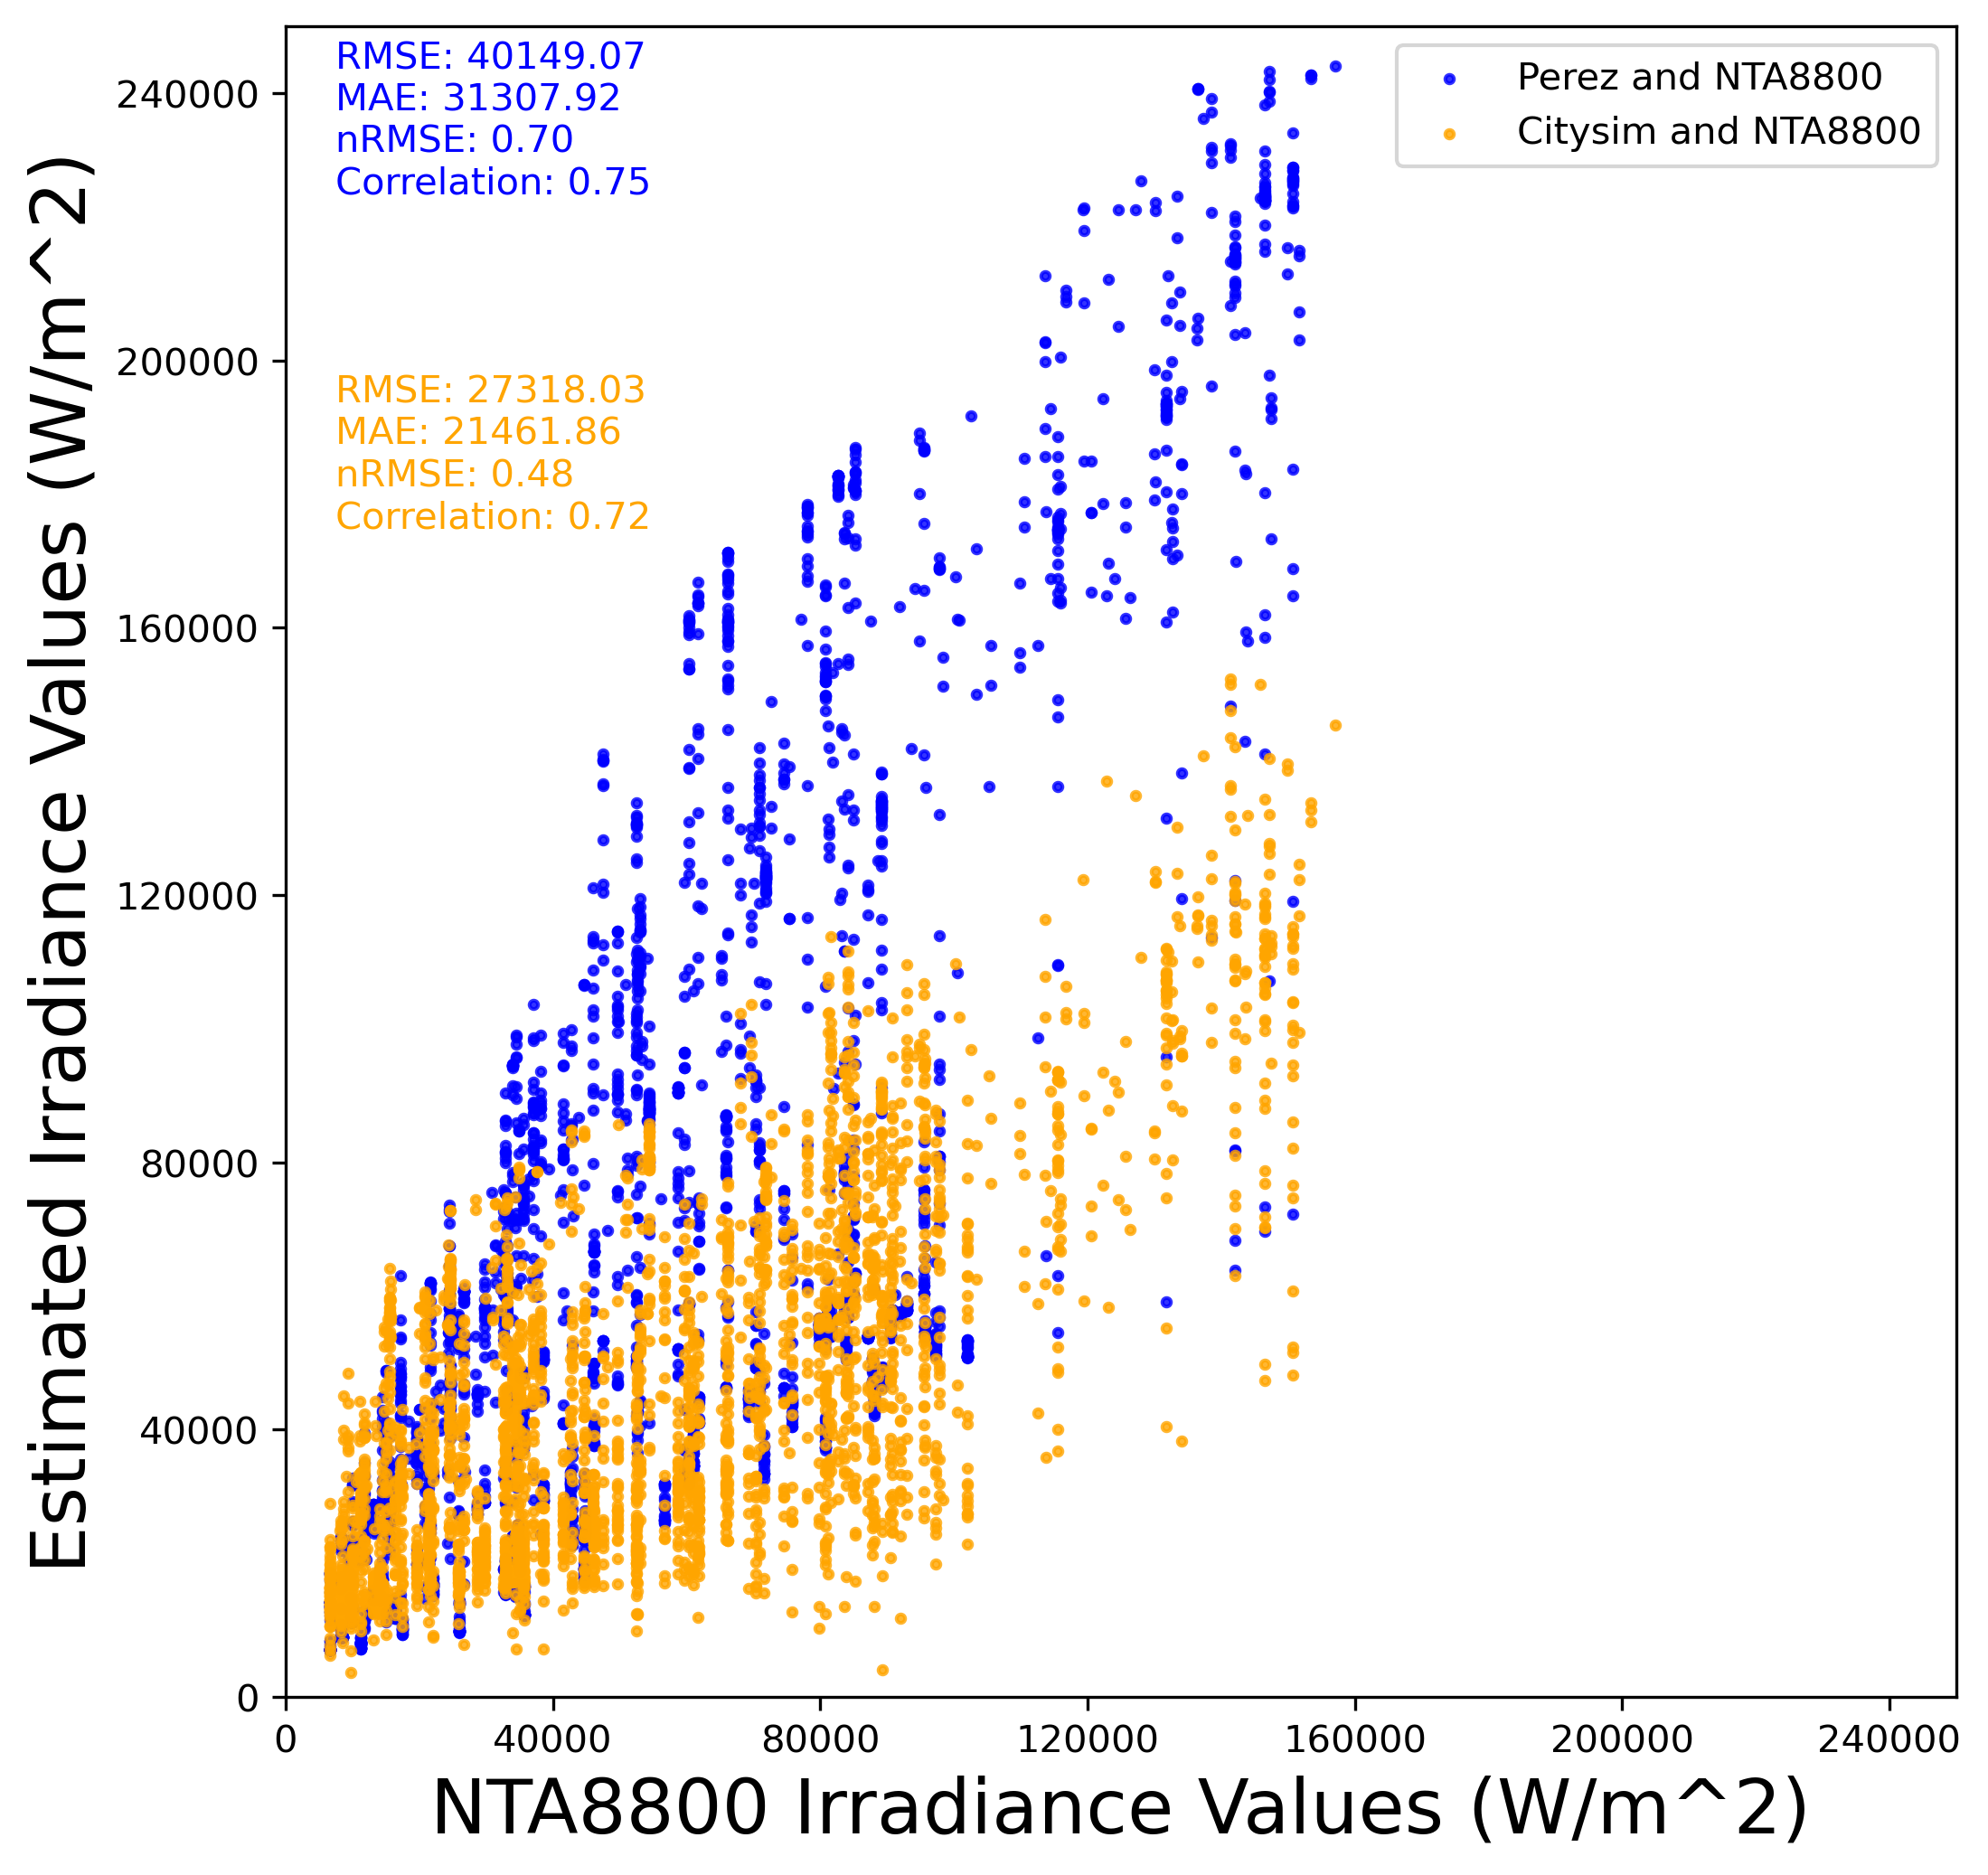 RMSE: 40149.07
MAE: 31307.92
nRMSE: 0.70
Correlation: 0.75
Perez and NTA8800
Citysim and NTA8800
RMSE: 27318.03
MAE: 21461.86
nRMSE: 0.48
Correlation: 0.72
Estimated Irradiance Values (W/m^2)
240000
200000
160000
120000
80000
40000
0
0 40000 80000 120000 160000 200000 240000
NTA8800 Irradiance Values (W/m^2)